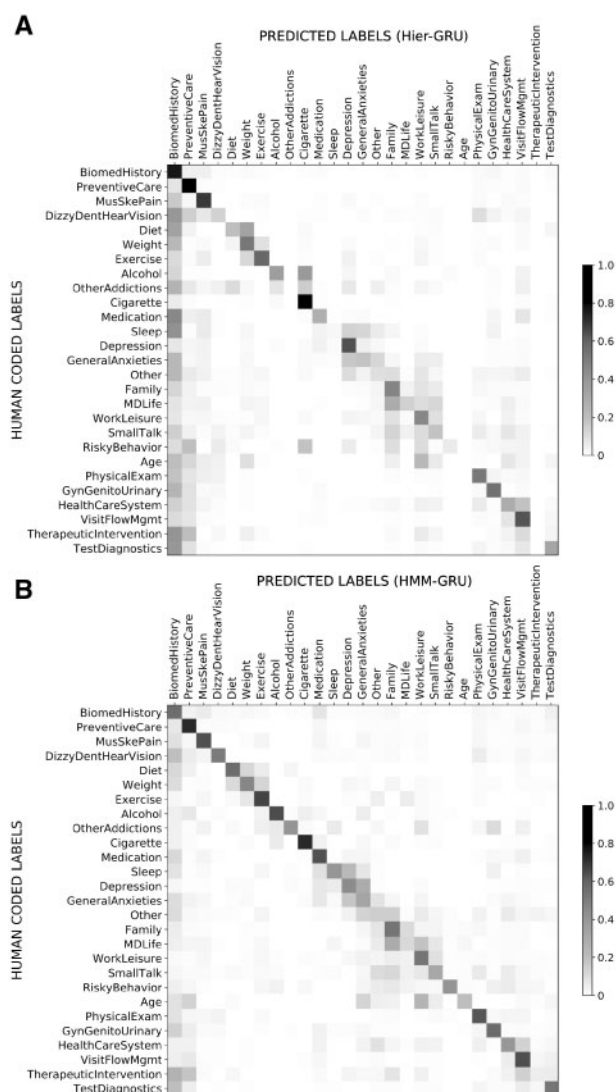 A
PREDICTED LABELS (Hier-GRU)
BiomedHistory
PreventiveCare
MusSkePain
DizzyDentHearVision
Diet
Weight
Exercise
Alcohol
OtherAddictions
Cigarette
Medication
Sleep
Depression
GeneralAnxieties
Other
Family
MDLife
WorkLeisure
SmallTalk
RiskyBehavior
Age
PhysicalExam
GynGenitoUrinary
HealthCareSystem
VisitFlowMgmt
TherapeuticIntervention
TestDiagnostics
HUMAN CODED LABELS
BiomedHistory
PreventiveCare
MusSkePain
DizzyDentHearVision
Diet
Weight
Exercise
Alcohol
OtherAddictions
Cigarette
Medication
Sleep
Depression
GeneralAnxieties
Other
Family
MDLife
WorkLeisure
SmallTalk
RiskyBehavior
Age
PhysicalExam
GynGenitoUrinary
HealthCareSystem
VisitFlowMgmt
TherapeuticIntervention
TestDiagnostics
1.0
0.8
0.6
0.4
0.2
0
B
PREDICTED LABELS (HMM-GRU)
BiomedHistory
PreventiveCare
MusSkePain
DizzyDentHearVision
Diet
Weight
Exercise
Alcohol
OtherAddictions
Cigarette
Medication
Sleep
Depression
GeneralAnxieties
Other
Family
MDLife
WorkLeisure
SmallTalk
RiskyBehavior
Age
PhysicalExam
GynGenitoUrinary
HealthCareSystem
VisitFlowMgmt
TherapeuticIntervention
TestDiagnostics
HUMAN CODED LABELS
BiomedHistory
PreventiveCare
MusSkePain
DizzyDentHearVision
Diet
Weight
Exercise
Alcohol
OtherAddictions
Cigarette
Medication
Sleep
Depression
GeneralAnxieties
Other
Family
MDLife
WorkLeisure
SmallTalk
RiskyBehavior
Age
PhysicalExam
GynGenitoUrinary
HealthCareSystem
VisitFlowMgmt
TherapeuticIntervention
TestDiagnostics
1.0
0.8
0.6
0.4
0.2
0